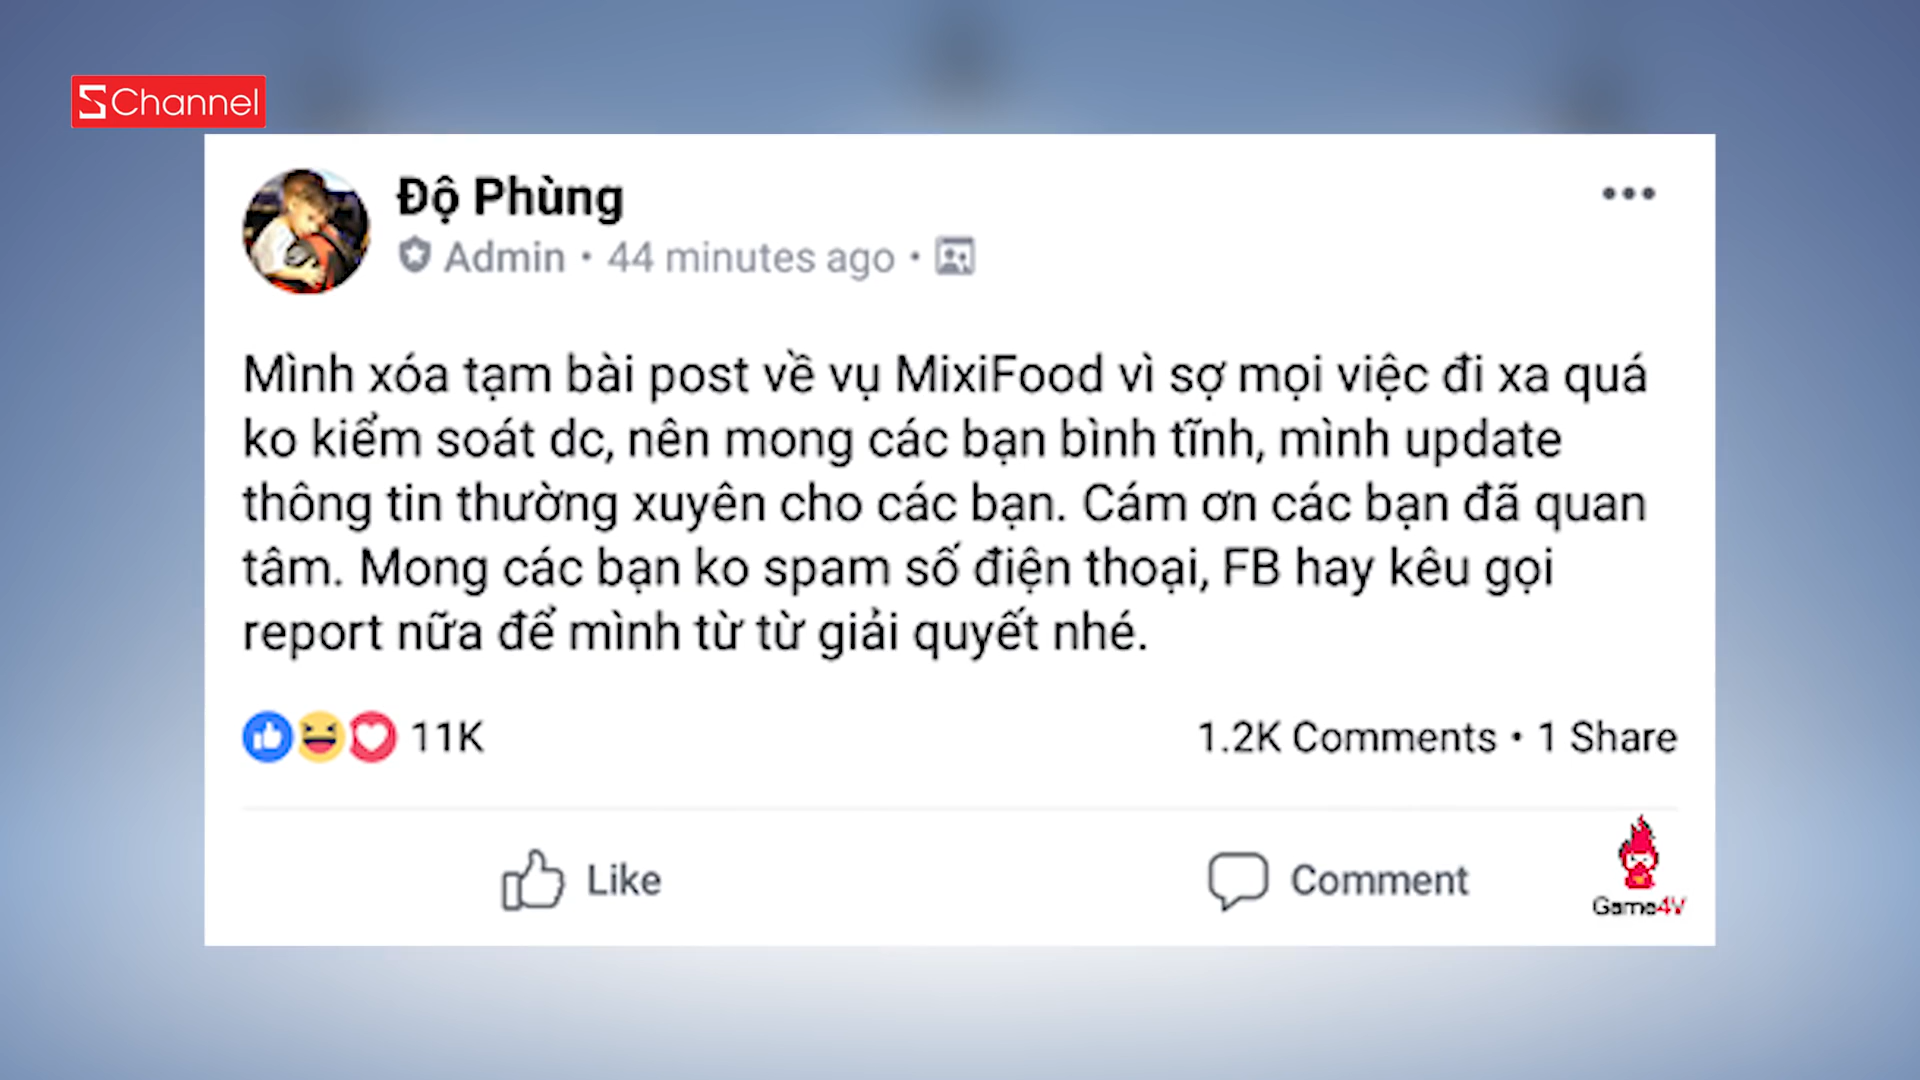 SChannel
Độ Phùng
Admin • 44 minutes ago •
Mình xóa tạm bài post về vụ MixiFood vì sợ mọi việc đi xa quá
ko kiểm soát dc, nên mong các bạn bình tĩnh, mình update
thông tin thường xuyên cho các bạn. Cám ơn các bạn đã quan
tâm. Mong các bạn ko spam số điện thoại, FB hay kêu gọi
report nữa để mình từ từ giải quyết nhé.
11K
1.2K Comments • 1 Share
Like
Comment
Game4V